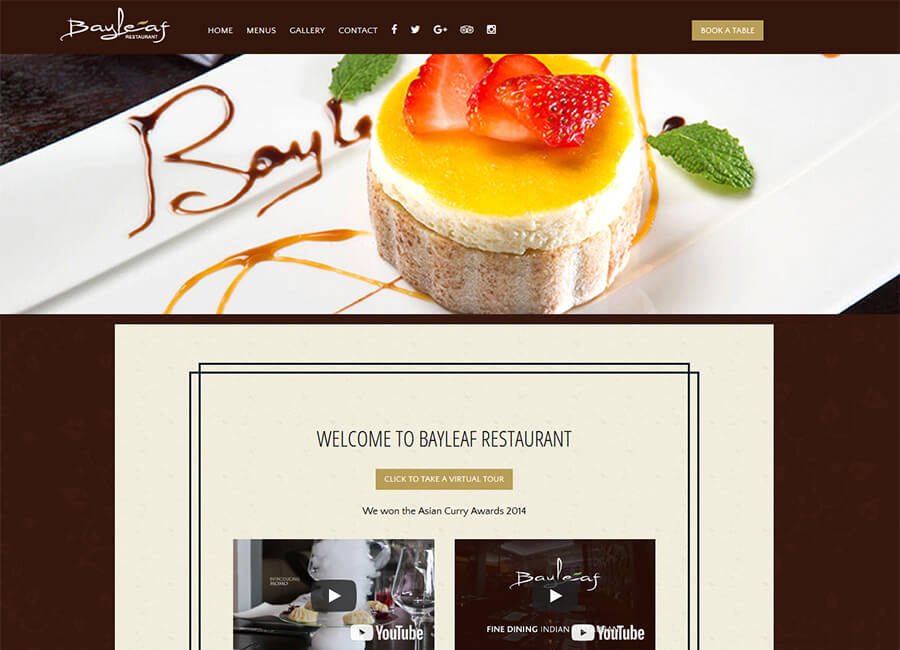 Bayleaf
RESTAURANT
HOME MENUS GALLERY CONTACT
BOOK A TABLE
Bayl
WELCOME TO BAYLEAF RESTAURANT
CLICK TO TAKE A VIRTUAL TOUR
We won the Asian Curry Awards 2014
INTRODUCING
MOMO
YouTube
Bayleaf
FINE DINING INDIAN
YouTube